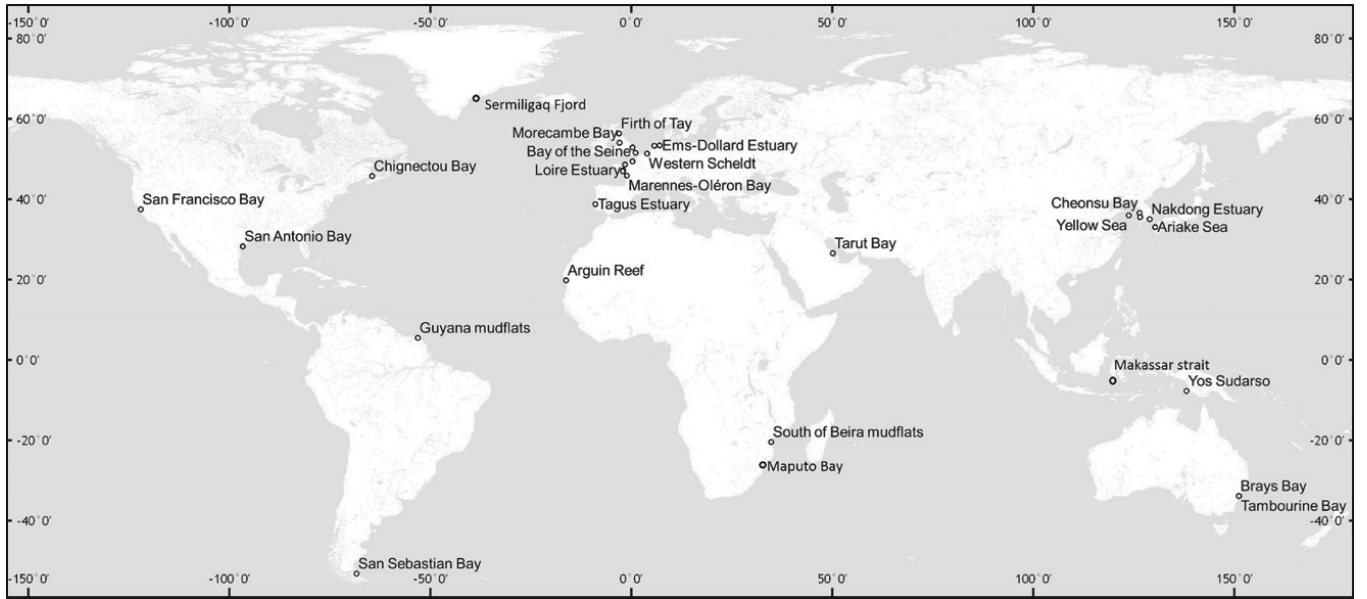 -150°0' -100°0' -50°0' 0°0' 50°0' 100°0' 150°0'
80°0' 80°0'
Sermiligaq Fjord
60°0' Firth of Tay 60°0'
Morecambe Bay
Ems-Dollard Estuary
Bay of the Seine
Western Scheldt
Chignectou Bay
Loire Estuary
Marennes-Oléron Bay
40°0' San Francisco Bay Tagus Estuary Cheonsu Bay 40°0'
Nakdong Estuary
Yellow Sea Ariake Sea
San Antonio Bay Tarut Bay
Arguin Reef
20°0' 20°0'
Guyana mudflats
0°0' 0°0'
Makassar strait
Yos Sudarso
South of Beira mudflats
-20°0' -20°0'
Maputo Bay
Brays Bay
Tambourine Bay
-40°0' -40°0'
San Sebastian Bay
-150°0' -100°0' -50°0' 0°0' 50°0' 100°0' 150°0'